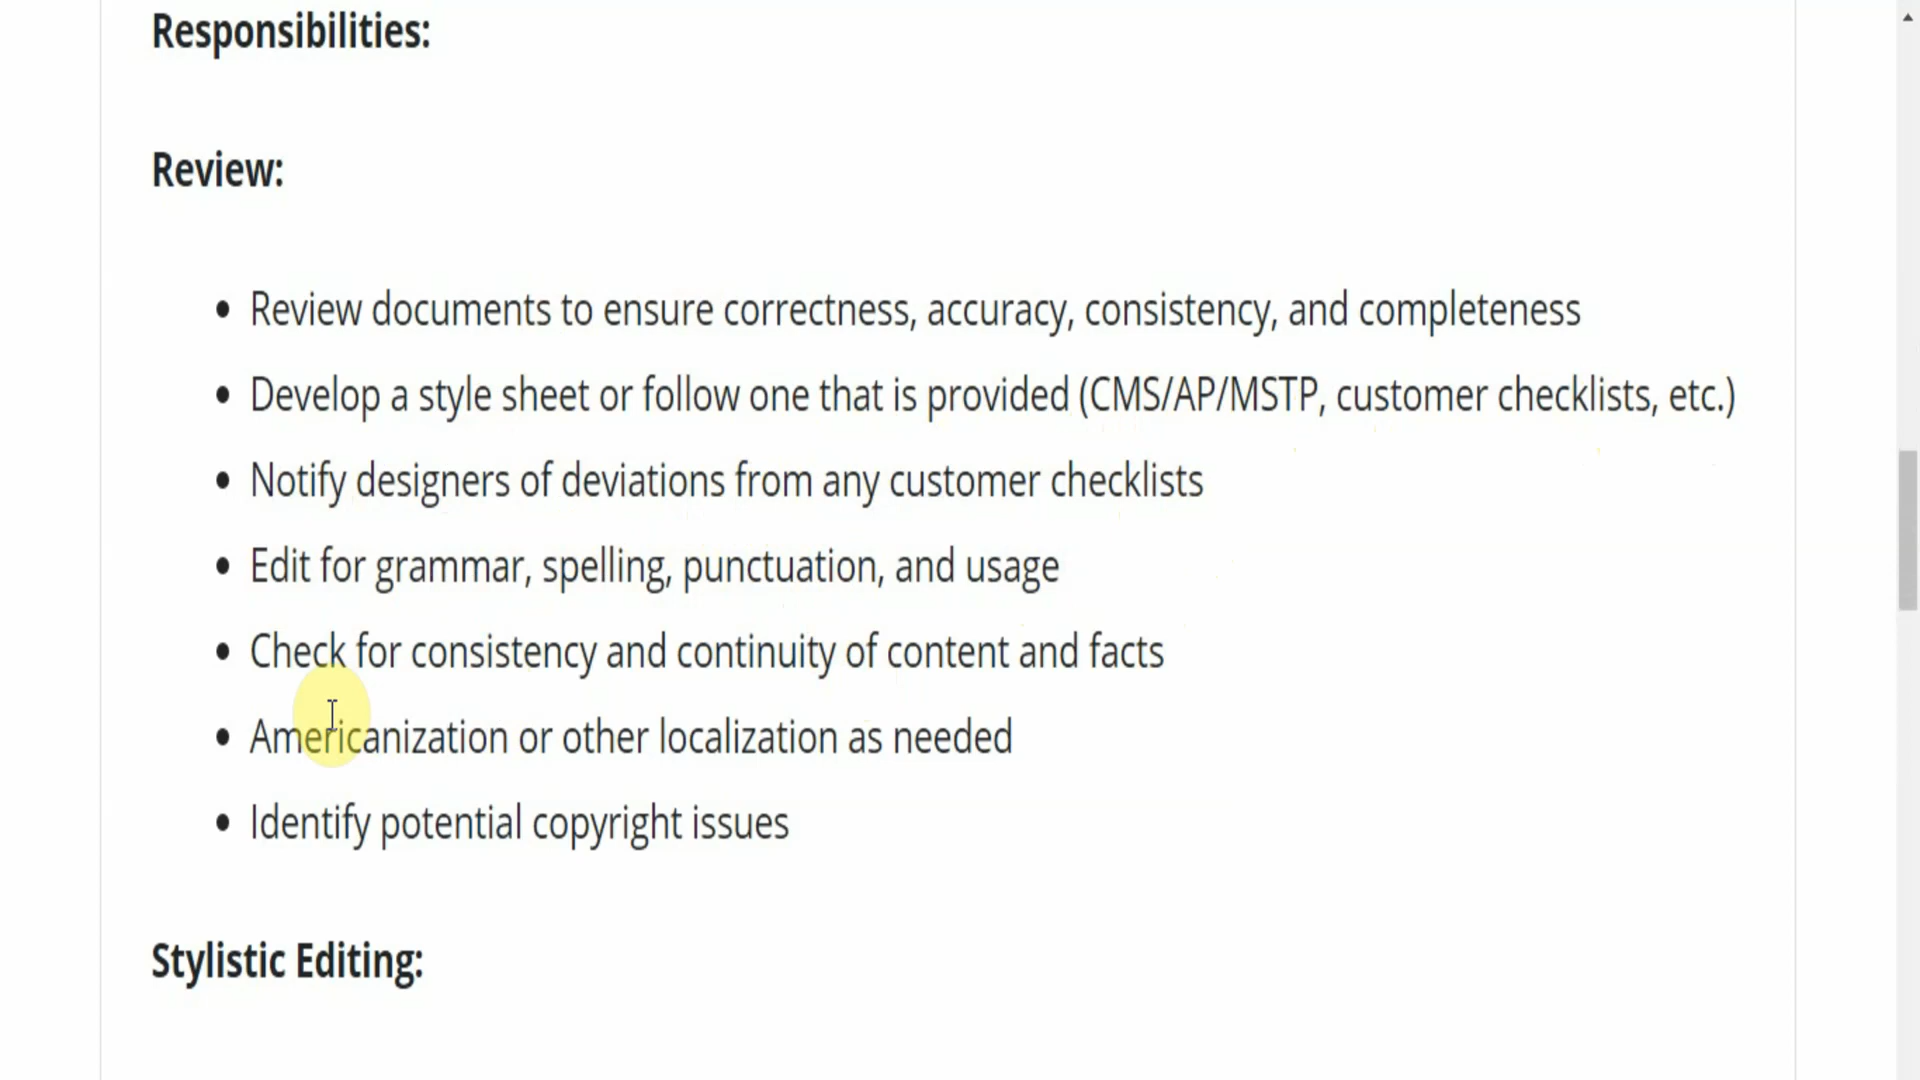 Responsibilities:
Review:
• Review documents to ensure correctness, accuracy, consistency, and completeness
• Develop a style sheet or follow one that is provided (CMS/AP/MSTP, customer checklists, etc.)
• Notify designers of deviations from any customer checklists
• Edit for grammar, spelling, punctuation, and usage
• Check for consistency and continuity of content and facts
• Americanization or other localization as needed
• Identify potential copyright issues
Stylistic Editing: